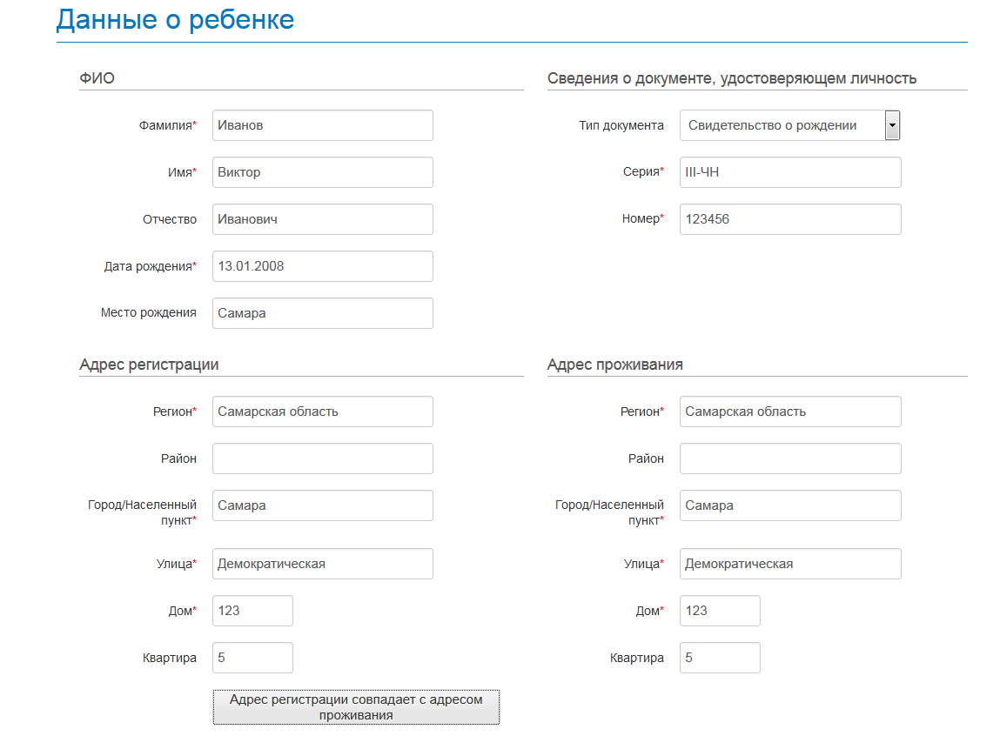 Данные о ребенке
ФИО
Фамилия* Иванов
Имя* Виктор
Отчество Иванович
Дата рождения* 13.01.2008
Место рождения Самара
Сведения о документе, удостоверяющем личность
Тип документа Свидетельство о рождении
Серия* III-ЧН
Номер* 123456
Адрес регистрации
Регион* Самарская область
Район
Город/Населенный
пункт* Самара
Улица* Демократическая
Дом* 123
Квартира 5
Адрес регистрации совпадает с адресом
проживания
Адрес проживания
Регион* Самарская область
Район
Город/Населенный
пункт* Самара
Улица* Демократическая
Дом* 123
Квартира 5